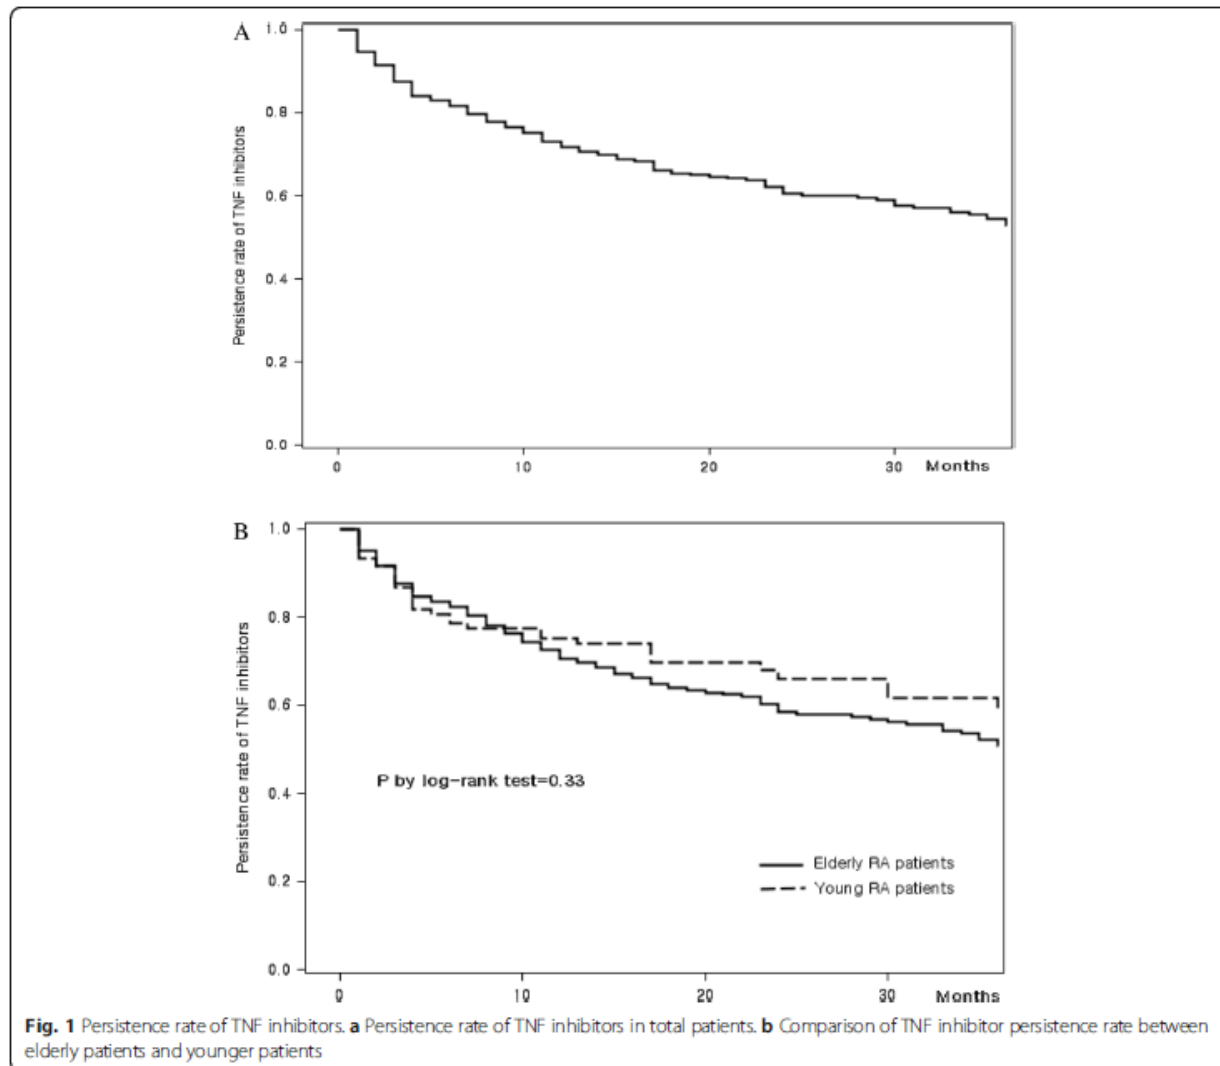 A
1.0
0.8
0.6
0.4
0.2
0.0
Persistence rate of TNF inhibitors
0 10 20 30 Months
B
1.0
0.8
0.6
0.4
0.2
0.0
Persistence rate of TNF inhibitors
P by log-rank test=0.33
Elderly RA patients
Young RA patients
0 10 20 30 Months
Fig. 1 Persistence rate of TNF inhibitors. a Persistence rate of TNF inhibitors in total patients. b Comparison of TNF inhibitor persistence rate between
elderly patients and younger patients